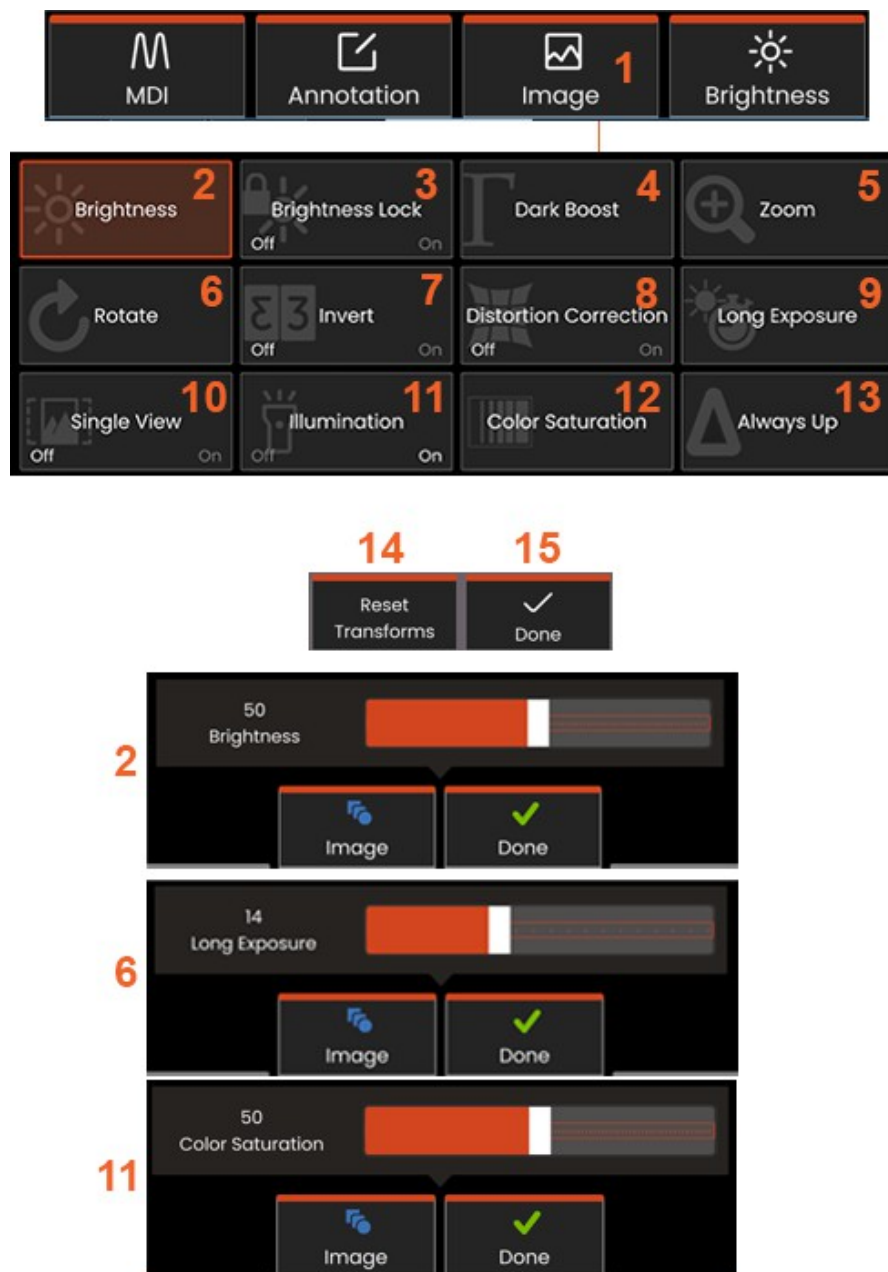 MDI
Annotation
Image
1
Brightness
Brightness
2
Brightness Lock
3
Off
On
Dark Boost
4
Zoom
5
Rotate
6
Invert
7
Off
On
Distortion Correction
8
Off
On
Long Exposure
9
Single View
10
Off
On
Illumination
11
Off
On
Color Saturation
12
Always Up
13
14
15
Reset
Transforms
Done
2
50
Brightness
Image
Done
6
14
Long Exposure
Image
Done
11
50
Color Saturation
Image
Done